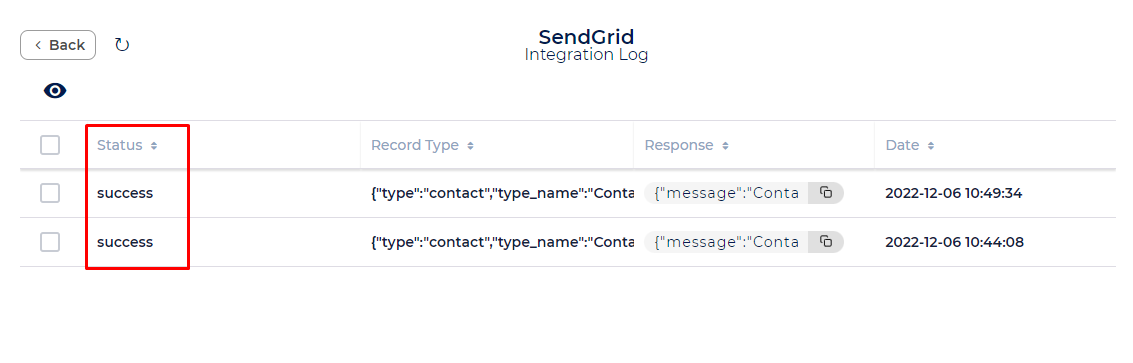 Back
SendGrid
Integration Log
Status Record Type Response Date
success {"type":"contact","type_name":"Conta {"message":"Conta 2022-12-06 10:49:34
success {"type":"contact","type_name":"Conta {"message":"Conta 2022-12-06 10:44:08